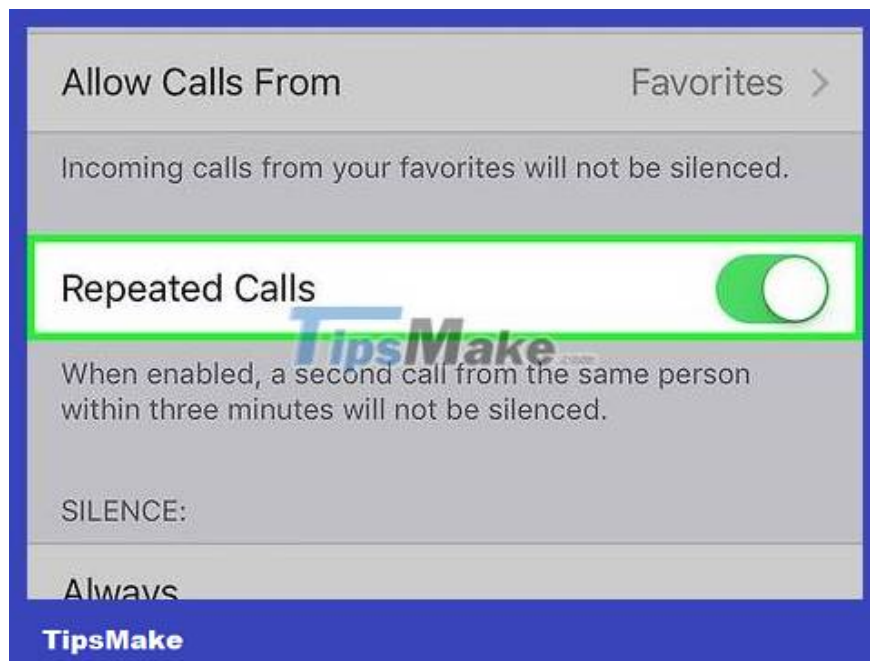 Allow Calls From Favorites
Incoming calls from your favorites will not be silenced.
Repeated Calls
TipsMake.com
When enabled, a second call from the same person
within three minutes will not be silenced.
SILENCE:
Always
TipsMake